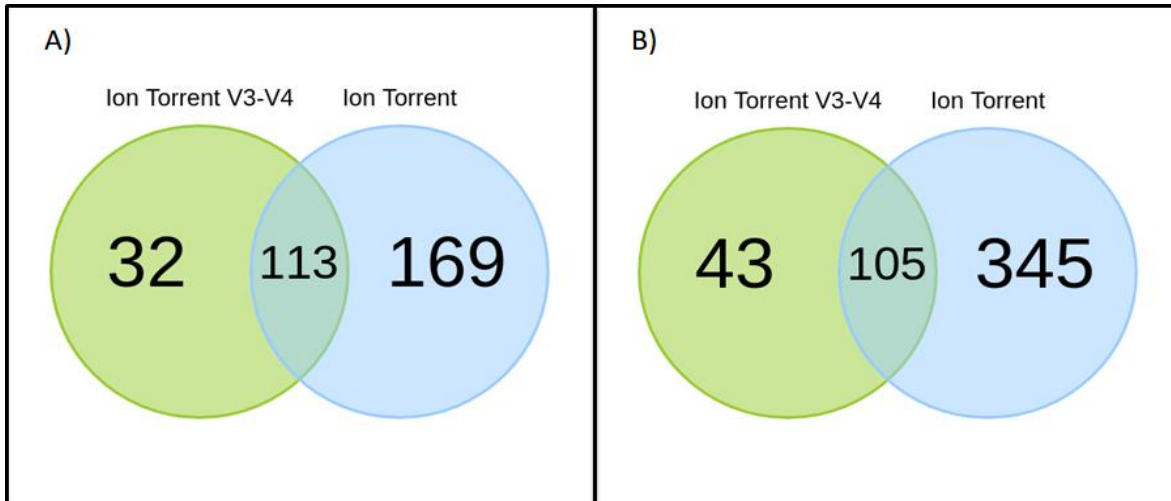 A)
Ion Torrent V3-V4 Ion Torrent
32 113 169
B)
Ion Torrent V3-V4 Ion Torrent
43 105 345